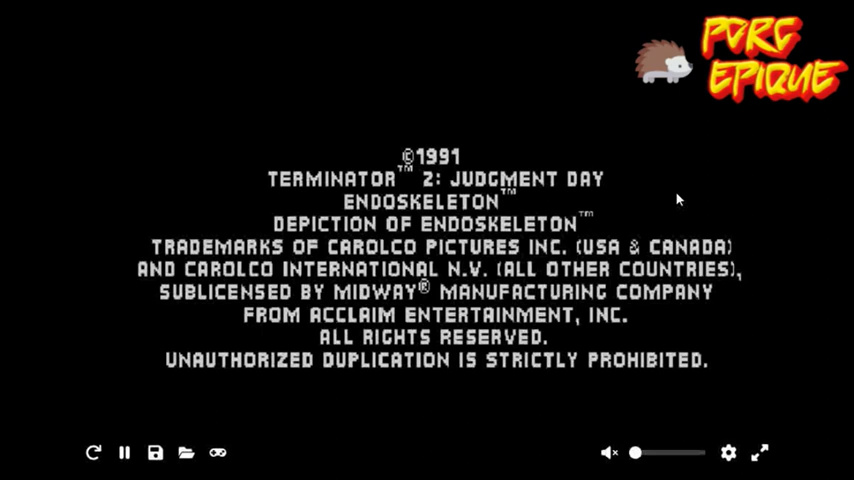 PORC
EPIQUE
©1991
TERMINATOR™ 2: JUDGMENT DAY
ENDOSKELETON™
DEPICTION OF ENDOSKELETON™
TRADEMARKS OF CAROLCO PICTURES INC. (USA & CANADA)
AND CAROLCO INTERNATIONAL N.V. (ALL OTHER COUNTRIES),
SUBLICENSED BY MIDWAY® MANUFACTURING COMPANY
FROM ACCLAIM ENTERTAINMENT, INC.
ALL RIGHTS RESERVED.
UNAUTHORIZED DUPLICATION IS STRICTLY PROHIBITED.